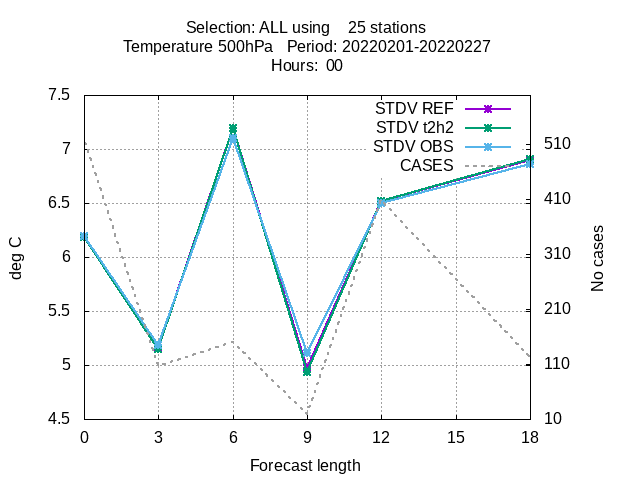 Selection: ALL using 25 stations
Temperature 500hPa Period: 20220201-20220227
Hours: 00
7.5
7
6.5
6
5.5
5
4.5
deg C
STDV REF
STDV t2h2
STDV OBS
CASES
510
410
310
210
110
10
No cases
0 3 6 9 12 15 18
Forecast length